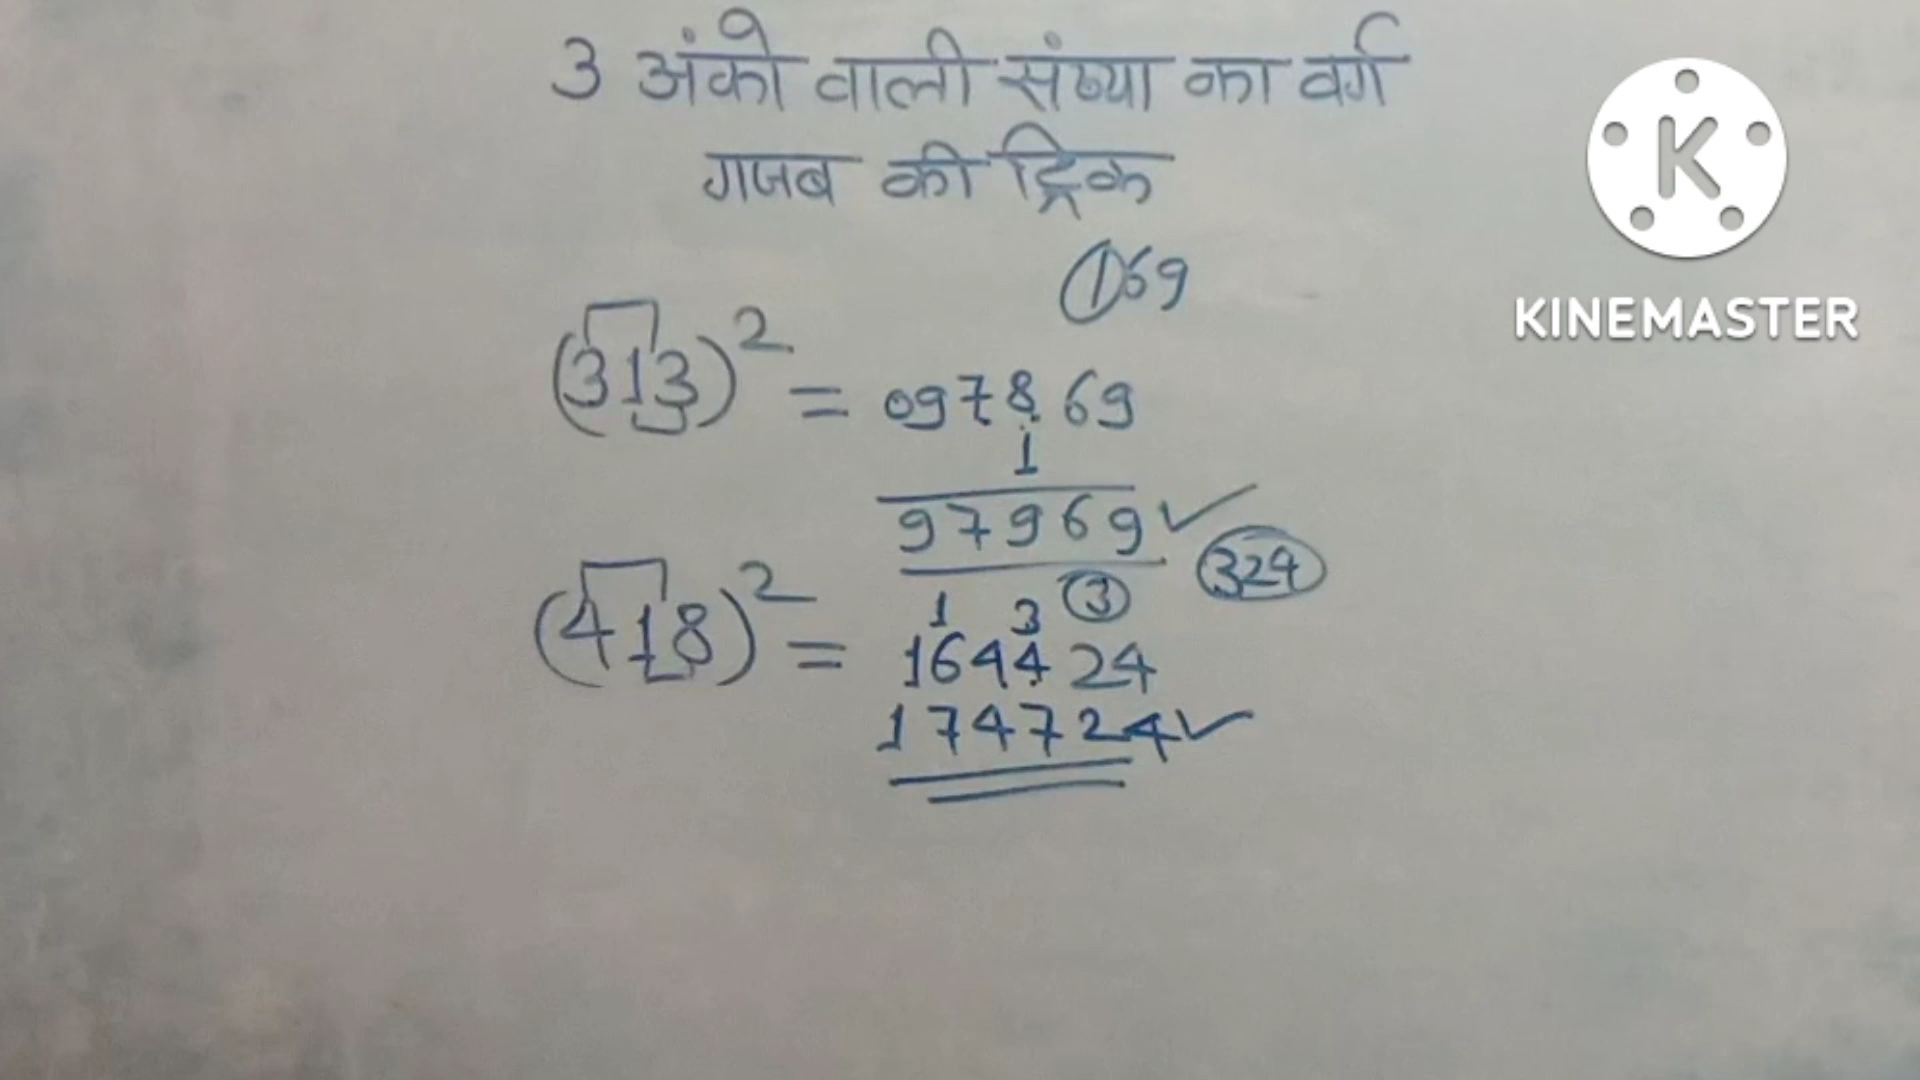 3 अंको वाली संख्या का वर्ग
गजब की ट्रिक
K
KINEMASTER
169
(313)² = 097869
1
97969 ✓
324
1 3 3
(418)² = 164424
174724 ✓